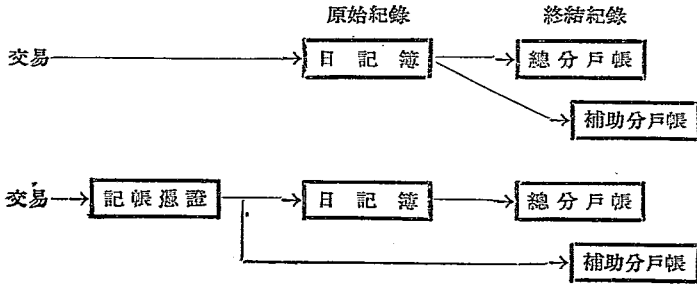 原始紀錄 終結紀錄
交易 日記簿 總分戶帳
補助分戶帳
交易 記帳憑證 日記簿 總分戶帳
補助分戶帳